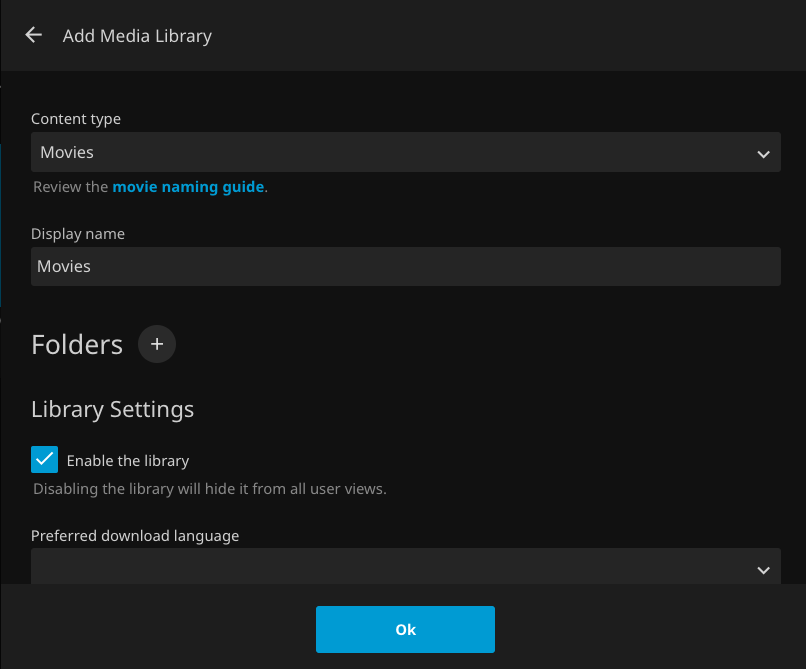 Add Media Library
Content type
Movies
Review the movie naming guide.
Display name
Movies
Folders
Library Settings
Enable the library
Disabling the library will hide it from all user views.
Preferred download language
Ok